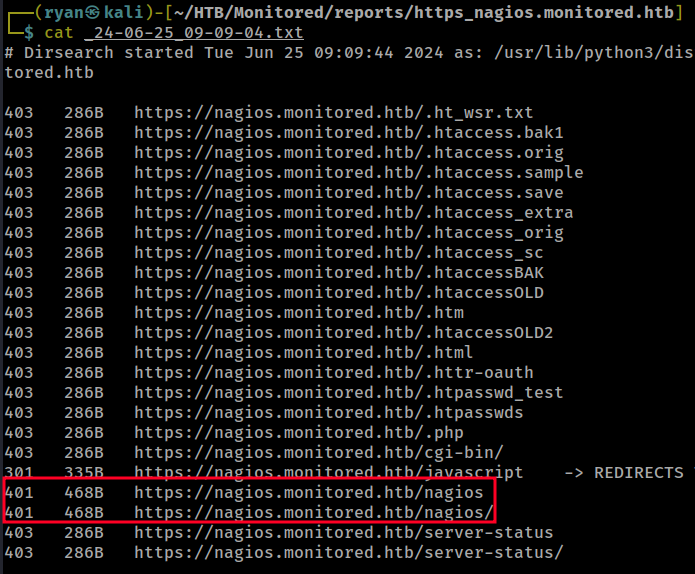 ┌──(ryan㉿kali)-[~/HTB/Monitored/reports/https_nagios.monitored.htb]
└─$ cat _24-06-25_09-09-04.txt
# Dirsearch started Tue Jun 25 09:09:44 2024 as: /usr/lib/python3/dis
tored.htb
403   286B   https://nagios.monitored.htb/.ht_wsr.txt
403   286B   https://nagios.monitored.htb/.htaccess.bak1
403   286B   https://nagios.monitored.htb/.htaccess.orig
403   286B   https://nagios.monitored.htb/.htaccess.sample
403   286B   https://nagios.monitored.htb/.htaccess.save
403   286B   https://nagios.monitored.htb/.htaccess_extra
403   286B   https://nagios.monitored.htb/.htaccess_orig
403   286B   https://nagios.monitored.htb/.htaccess_sc
403   286B   https://nagios.monitored.htb/.htaccessBAK
403   286B   https://nagios.monitored.htb/.htaccessOLD
403   286B   https://nagios.monitored.htb/.htm
403   286B   https://nagios.monitored.htb/.htaccessOLD2
403   286B   https://nagios.monitored.htb/.html
403   286B   https://nagios.monitored.htb/.httr-oauth
403   286B   https://nagios.monitored.htb/.htpasswd_test
403   286B   https://nagios.monitored.htb/.htpasswds
403   286B   https://nagios.monitored.htb/.php
403   286B   https://nagios.monitored.htb/cgi-bin/
301   335B   https://nagios.monitored.htb/javascript    -> REDIRECTS
401   468B   https://nagios.monitored.htb/nagios
401   468B   https://nagios.monitored.htb/nagios/
403   286B   https://nagios.monitored.htb/server-status
403   286B   https://nagios.monitored.htb/server-status/